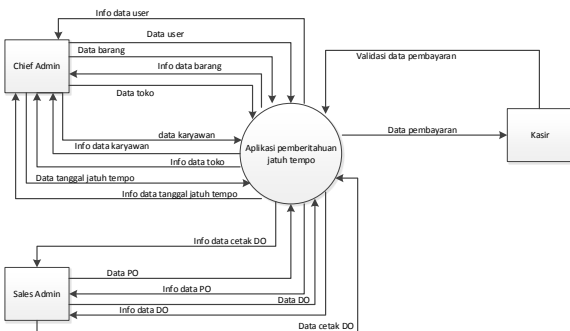 Info data user
Data user
Data barang
Validasi data pembayaran
Chief Admin
Info data barang
Data toko
Data pembayaran
Kasir
data karyawan
Info data karyawan
Aplikasi pemberitahuan
jatuh tempo
Info data toko
Data tanggal jatuh tempo
Info data tanggal jatuh tempo
Info data cetak DO
Data PO
Info data PO
Sales Admin
Data DO
Info data DO
Data cetak DO